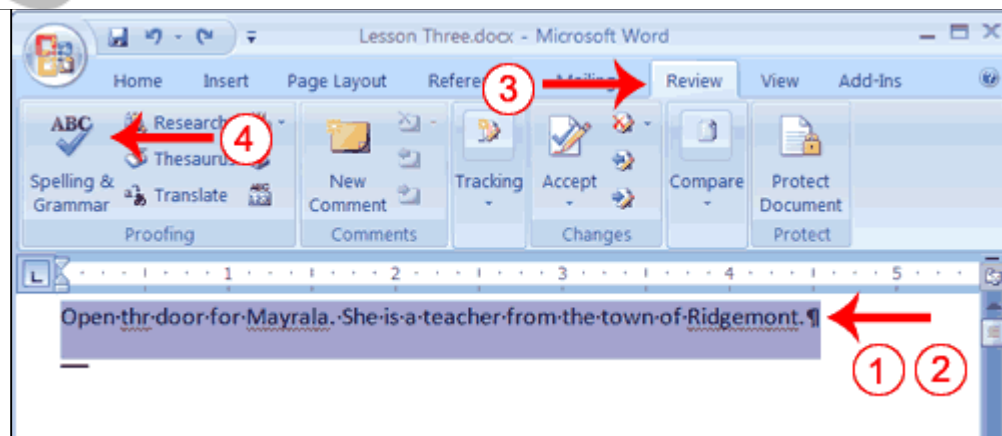 Lesson Three.docx - Microsoft Word
Home Insert Page Layout Review View Add-Ins
3
ABC
Research
4
Thesaurus
Spelling & Grammar
Translate
New Comment
Tracking
Accept
Compare
Protect Document
Proofing Comments Changes Protect
L 1 2 3 4 5
Open·thr·door·for·Mayrala.·She·is·a·teacher·from·the·town·of·Ridgemont.¶
1 2